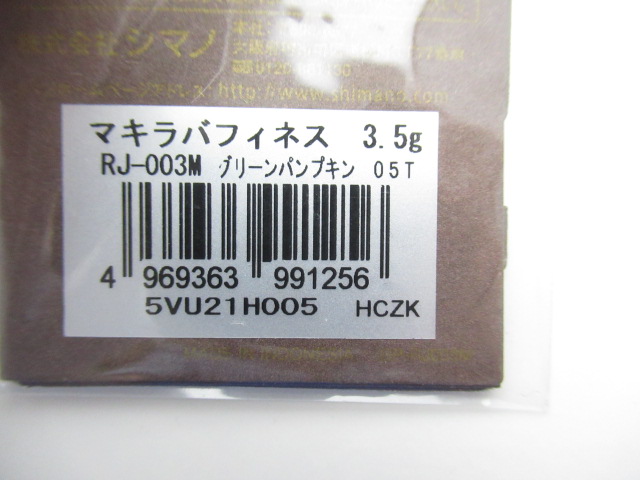 株式会社シマノ
http://www.shimano.com
マキラバフィネス 3.5g
RJ-003M グリーンパンプキン 05T
4 969363 991256
5VU21H005 HCZK